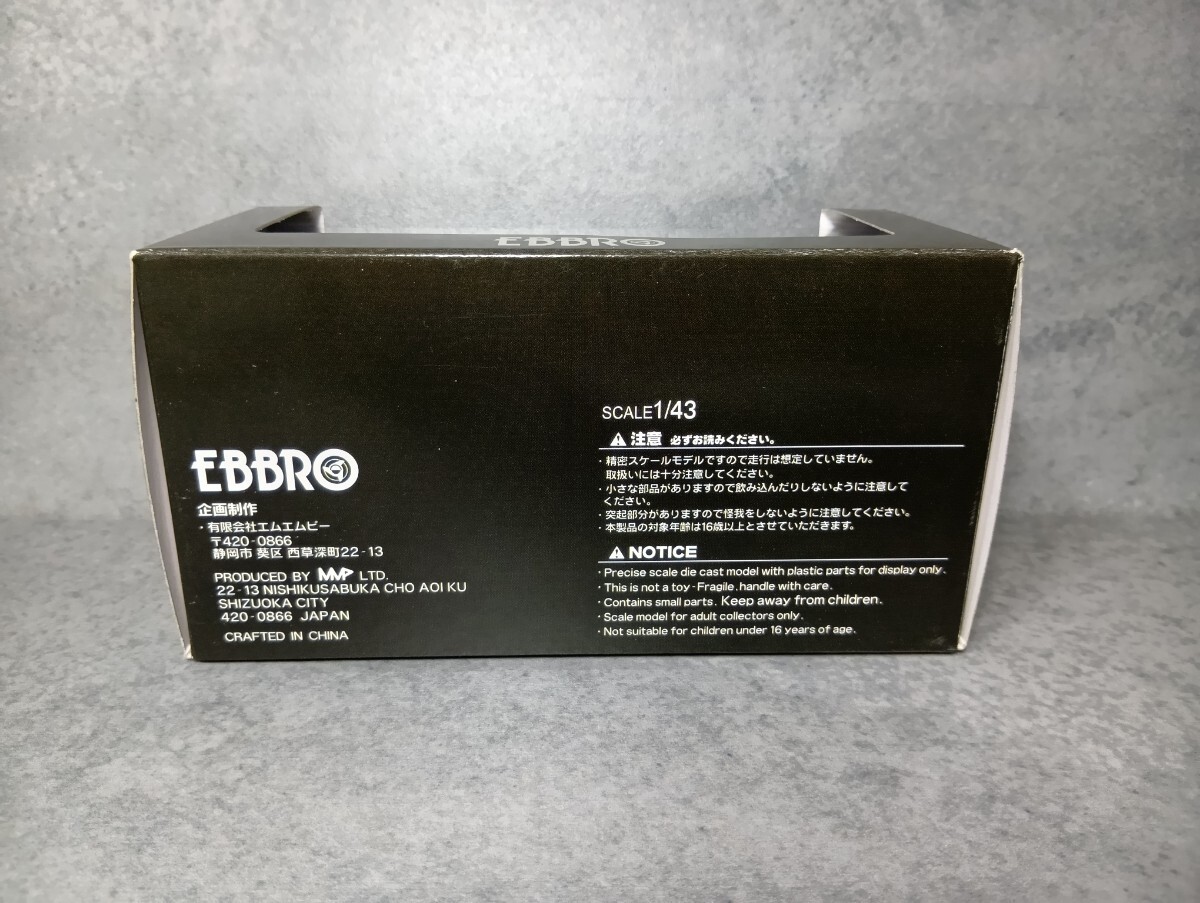 EBBRO
EBBRO
企画制作
・有限会社エムエムピー
〒420-0866
静岡市 葵区 西草深町22-13
PRODUCED BY MMP LTD.
22-13 NISHIKUSABUKA CHO AOI KU
SHIZUOKA CITY
420-0866 JAPAN
CRAFTED IN CHINA
SCALE1/43
⚠注意 必ずお読みください。
・精密スケールモデルですので走行は想定していません。
取扱いには十分注意してください。
・小さな部品がありますので飲み込んだりしないように注意して
ください。
・突起部分がありますので怪我をしないように注意してください。
・本製品の対象年齢は16歳以上とさせていただきます。
⚠NOTICE
・Precise scale die cast model with plastic parts for display only.
・This is not a toy-Fragile.handle with care.
・Contains small parts. Keep away from children.
・Scale model for adult collectors only.
・Not suitable for children under 16 years of age.